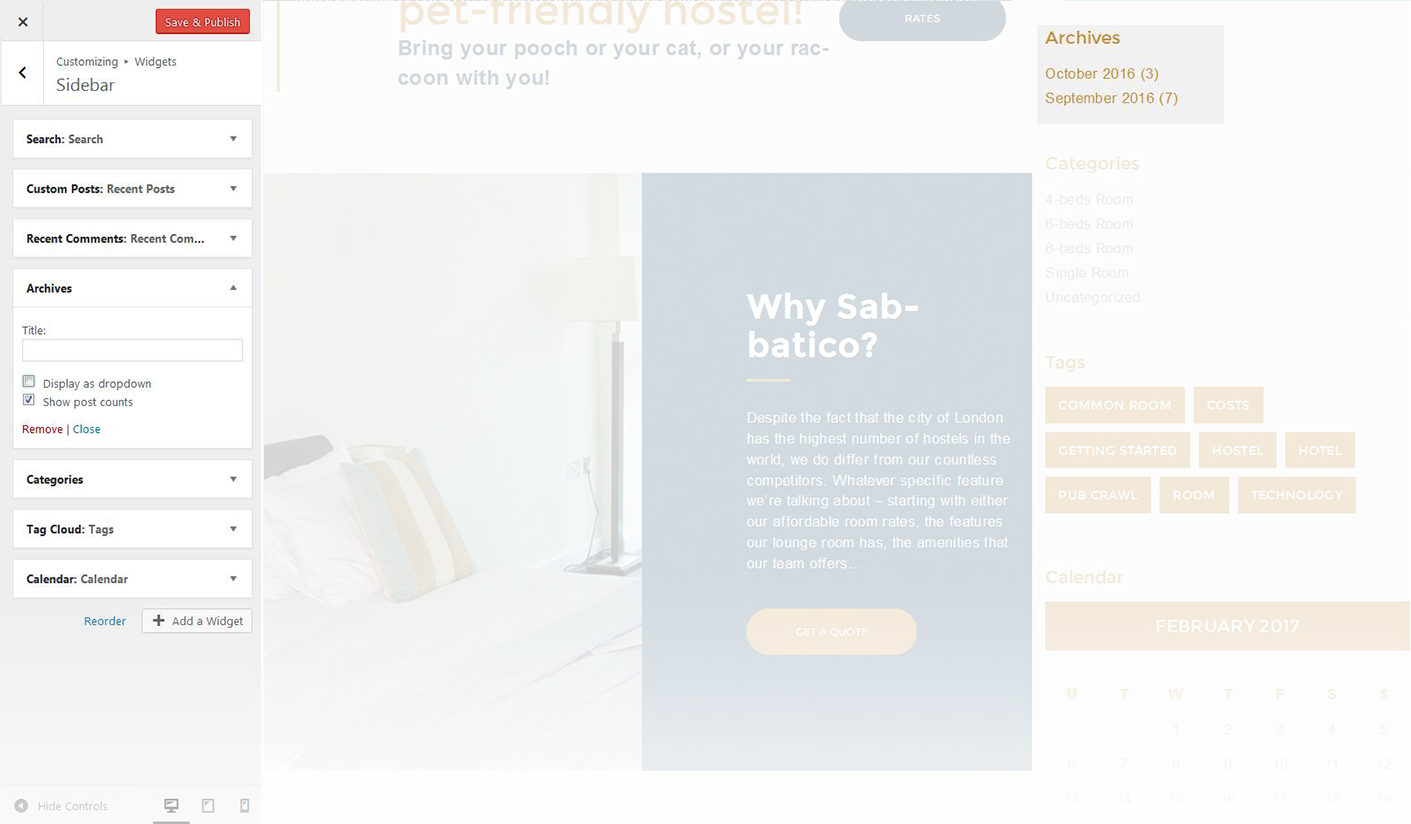 Save & Publish
Customizing ▸ Widgets
Sidebar
Search: Search
Custom Posts: Recent Posts
Recent Comments: Recent Com...
Archives
Title:
Display as dropdown
Show post counts
Remove | Close
Categories
Tag Cloud: Tags
Calendar: Calendar
Reorder
Add a Widget
Hide Controls
pet-friendly hostel!
Bring your pooch or your cat, or your rac-
coon with you!
RATES
Why Sab-
batico?
Despite the fact that the city of London
has the highest number of hostels in the
world, we do differ from our countless
competitors. Whatever specific feature
we're talking about – starting with either
our affordable room rates, the features
our lounge room has, the amenities that
our team offers…
GET A QUOTE
Archives
October 2016 (3)
September 2016 (7)
Categories
4-beds Room
6-beds Room
8-beds Room
Single Room
Uncategorized
Tags
COMMON ROOM COSTS
GETTING STARTED HOSTEL HOTEL
PUB CRAWL ROOM TECHNOLOGY
Calendar
FEBRUARY 2017
M T W T F S S
1 2 3 4 5
6 7 8 9 10 11 12
13 14 15 16 17 18 19